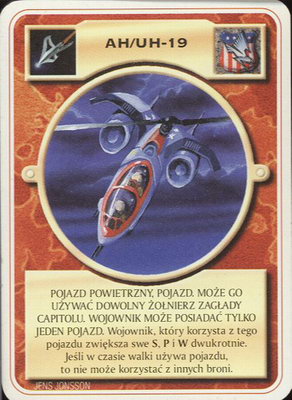 AH/UH-19
POJAZD POWIETRZNY, POJAZD. MOŻE GO
UŻYWAĆ DOWOLNY ŻOŁNIERZ ZAGŁADY
CAPITOLU. WOJOWNIK MOŻE POSIADAĆ TYLKO
JEDEN POJAZD. Wojownik, który korzysta z tego
pojazdu zwiększa swe S, P i W dwukrotnie.
Jeśli w czasie walki używa pojazdu,
to nie może korzystać z innych broni.
JENS JONSSON